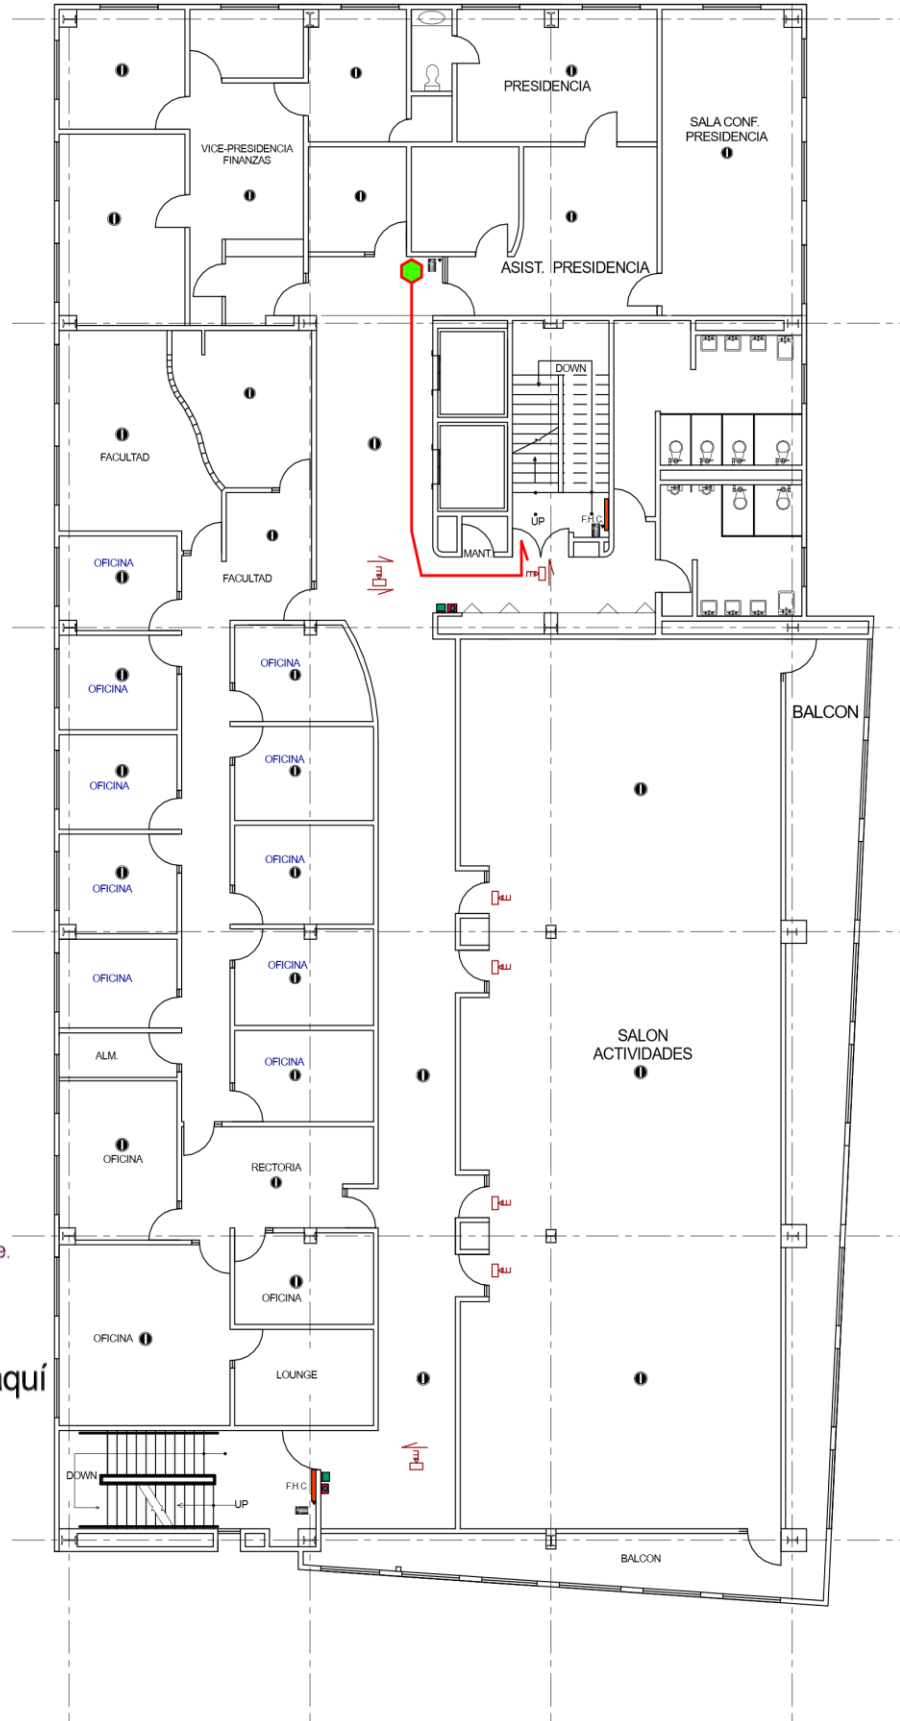 PRESIDENCIA
SALA CONF.
PRESIDENCIA
VICE-PRESIDENCIA
FINANZAS
ASIST. PRESIDENCIA
DOWN
FACULTAD
UP
F.H.C.
MANT.
OFICINA
FACULTAD
OFICINA
OFICINA
BALCON
OFICINA
OFICINA
OFICINA
OFICINA
OFICINA
OFICINA
OFICINA
SALON
ACTIVIDADES
ALM.
OFICINA
OFICINA
RECTORIA
e.
OFICINA
OFICINA
LOUNGE
aquí
DOWN
F.H.C.
UP
BALCON